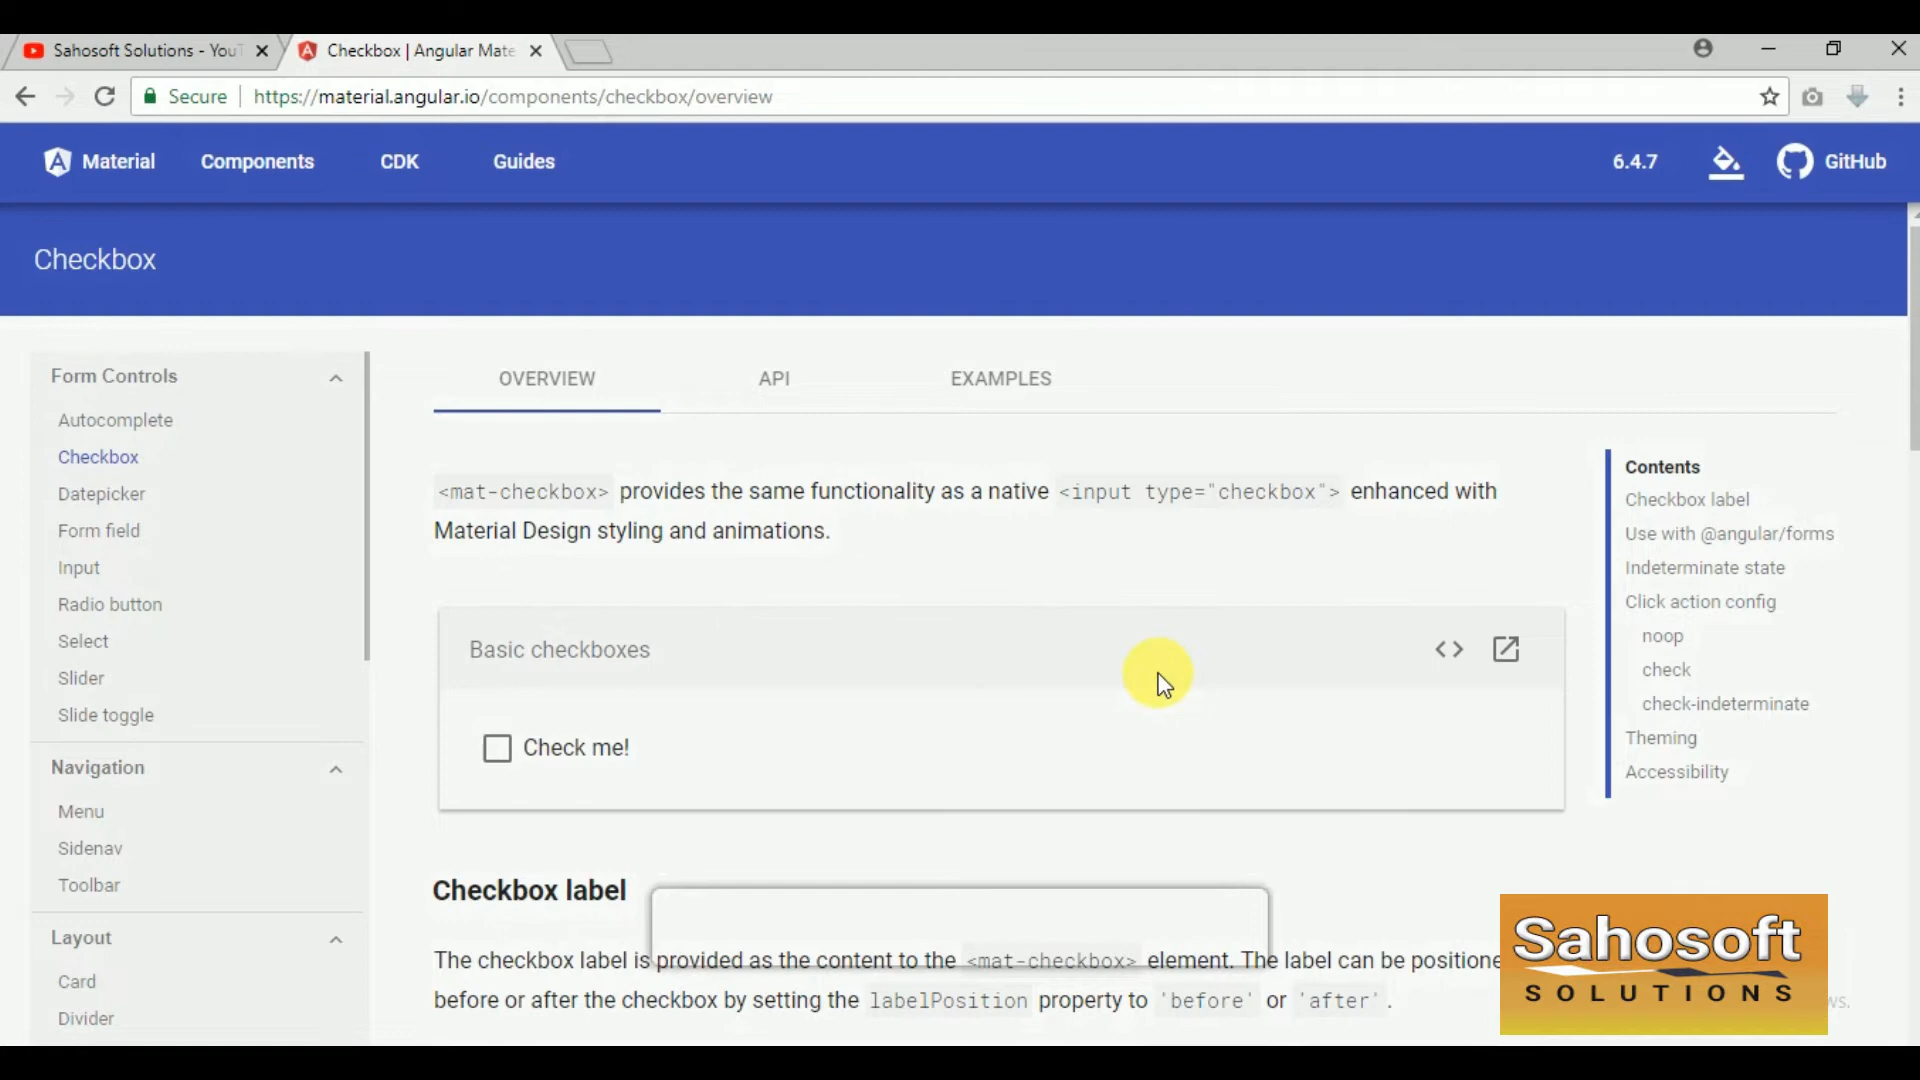 Sahosoft Solutions - YouT
Checkbox | Angular Mate
Secure
https://material.angular.io/components/checkbox/overview
Material
Components
CDK
Guides
6.4.7
GitHub
Checkbox
Form Controls
Autocomplete
Checkbox
Datepicker
Form field
Input
Radio button
Select
Slider
Slide toggle
Navigation
Menu
Sidenav
Toolbar
Layout
Card
Divider
OVERVIEW
API
EXAMPLES
<mat-checkbox> provides the same functionality as a native <input type="checkbox"> enhanced with
Material Design styling and animations.
Basic checkboxes
<>
Check me!
Checkbox label
The checkbox label is provided as the content to the <mat-checkbox> element. The label can be positione
before or after the checkbox by setting the labelPosition property to 'before' or 'after'.
Contents
Checkbox label
Use with @angular/forms
Indeterminate state
Click action config
noop
check
check-indeterminate
Theming
Accessibility
Sahosoft
SOLUTIONS